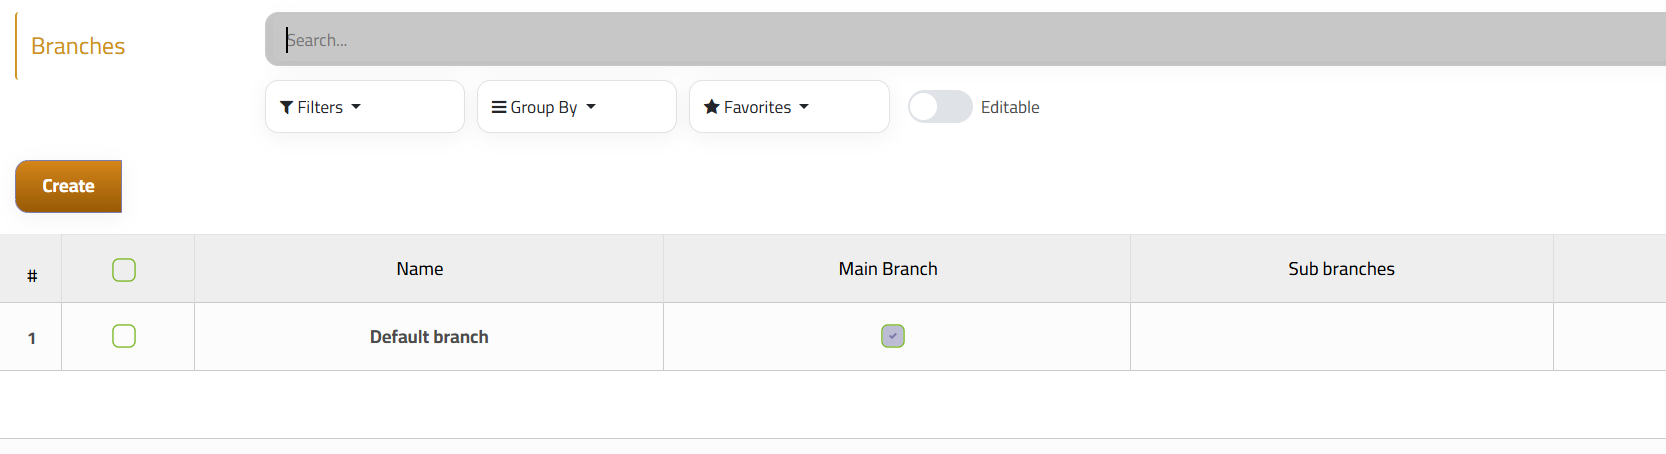 Branches
Search...
Filters
Group By
Favorites
Editable
Create
# Name Main Branch Sub branches
1 Default branch